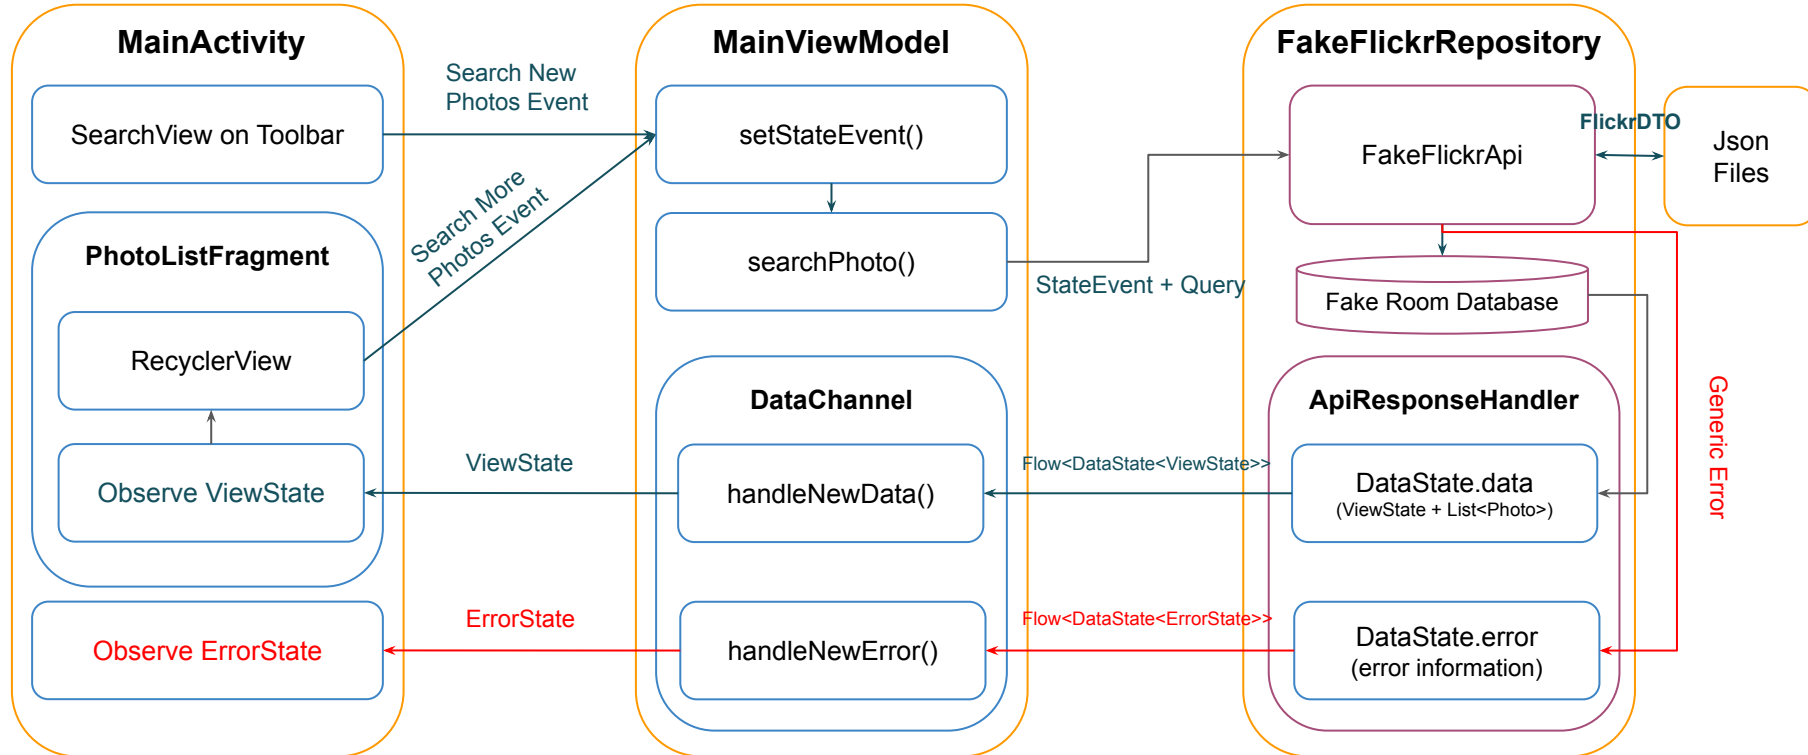 MainActivity
SearchView on Toolbar
PhotoListFragment
RecyclerView
Observe ViewState
Observe ErrorState
Search New
Photos Event
Search More
Photos Event
ViewState
ErrorState
MainViewModel
setStateEvent()
searchPhoto()
DataChannel
handleNewData()
handleNewError()
StateEvent + Query
Flow<DataState<ViewState>>
Flow<DataState<ErrorState>>
FakeFlickrRepository
FakeFlickrApi
Fake Room Database
ApiResponseHandler
DataState.data
(ViewState + List<Photo>)
DataState.error
(error information)
FlickrDTO
Json
Files
Generic Error